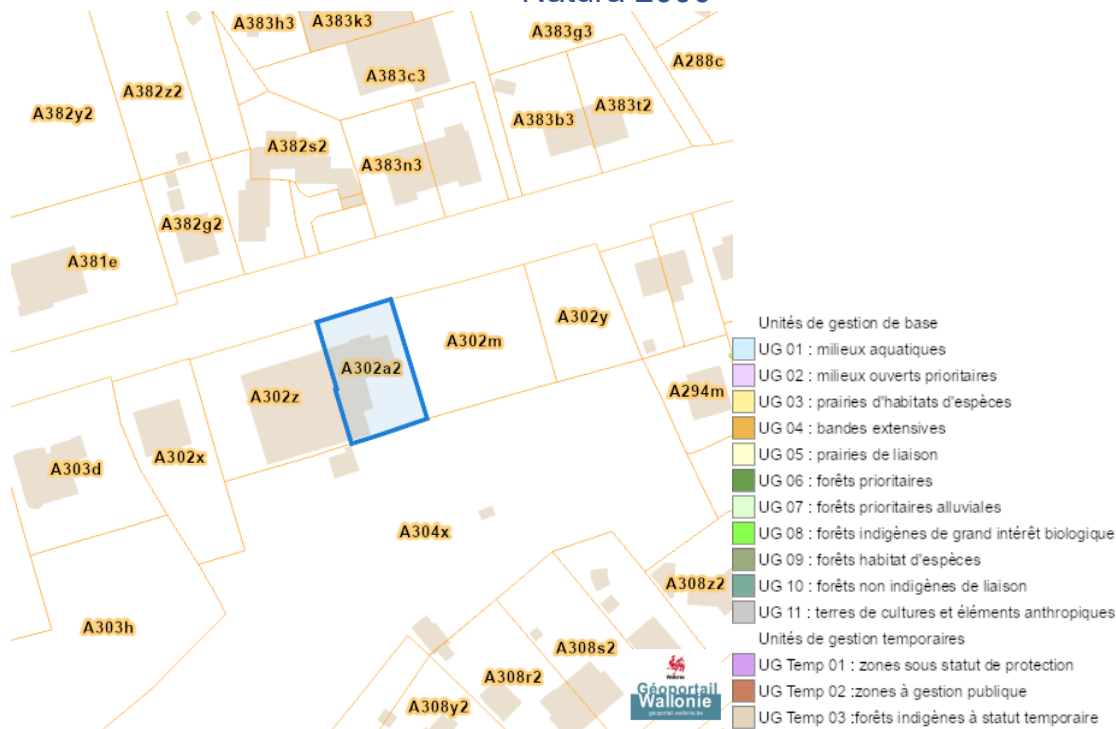 Natura 2000
A383h3
A383k3
A383g3
A288c
A382z2
A383c3
A382y2
A383b3
A383t2
A382s2
A383n3
A382g2
A381e
A302y
A302m
A302a2
A302z
A294m
A302x
A303d
A304x
A308z2
A303h
A308s2
A308r2
A308y2
Wallonie
Géoportail
Wallonie
geoportail.wallonie.be
Unités de gestion de base
UG 01 : milieux aquatiques
UG 02 : milieux ouverts prioritaires
UG 03 : prairies d'habitats d'espèces
UG 04 : bandes extensives
UG 05 : prairies de liaison
UG 06 : forêts prioritaires
UG 07 : forêts prioritaires alluviales
UG 08 : forêts indigènes de grand intérêt biologique
UG 09 : forêts habitat d'espèces
UG 10 : forêts non indigènes de liaison
UG 11 : terres de cultures et éléments anthropiques
Unités de gestion temporaires
UG Temp 01 : zones sous statut de protection
UG Temp 02 :zones à gestion publique
UG Temp 03 :forêts indigènes à statut temporaire